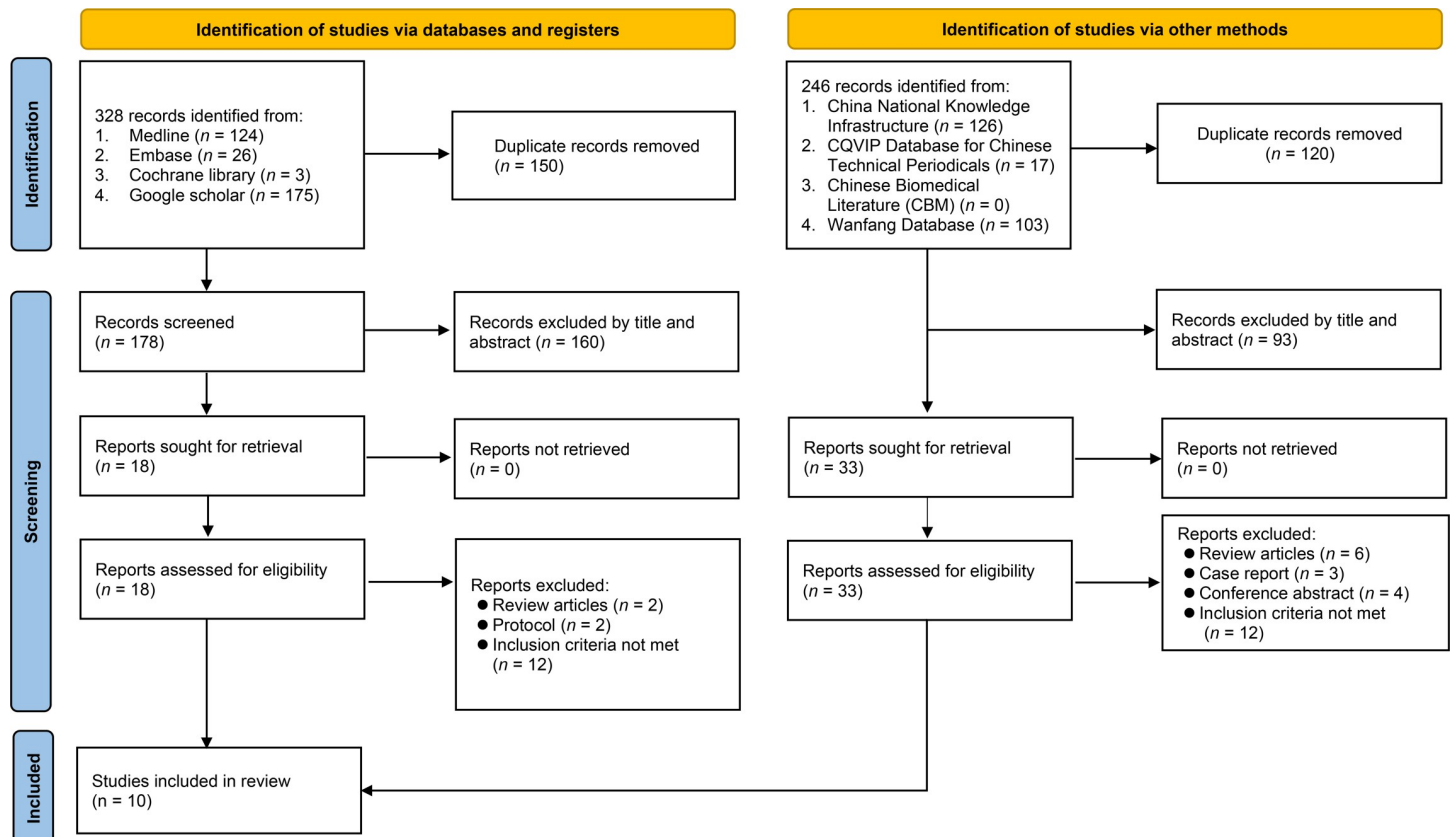 Identification of studies via databases and registers
Identification of studies via other methods
Identification
328 records identified from:
1. Medline (n = 124)
2. Embase (n = 26)
3. Cochrane library (n = 3)
4. Google scholar (n = 175)
Duplicate records removed
(n = 150)
246 records identified from:
1. China National Knowledge
Infrastructure (n = 126)
2. CQVIP Database for Chinese
Technical Periodicals (n = 17)
3. Chinese Biomedical
Literature (CBM) (n = 0)
4. Wanfang Database (n = 103)
Duplicate records removed
(n = 120)
Screening
Records screened
(n = 178)
Records excluded by title and
abstract (n = 160)
Records excluded by title and
abstract (n = 93)
Reports sought for retrieval
(n = 18)
Reports not retrieved
(n = 0)
Reports sought for retrieval
(n = 33)
Reports not retrieved
(n = 0)
Reports assessed for eligibility
(n = 18)
Reports excluded:
● Review articles (n = 2)
● Protocol (n = 2)
● Inclusion criteria not met
(n = 12)
Reports assessed for eligibility
(n = 33)
Reports excluded:
● Review articles (n = 6)
● Case report (n = 3)
● Conference abstract (n = 4)
● Inclusion criteria not met
(n = 12)
Included
Studies included in review
(n = 10)